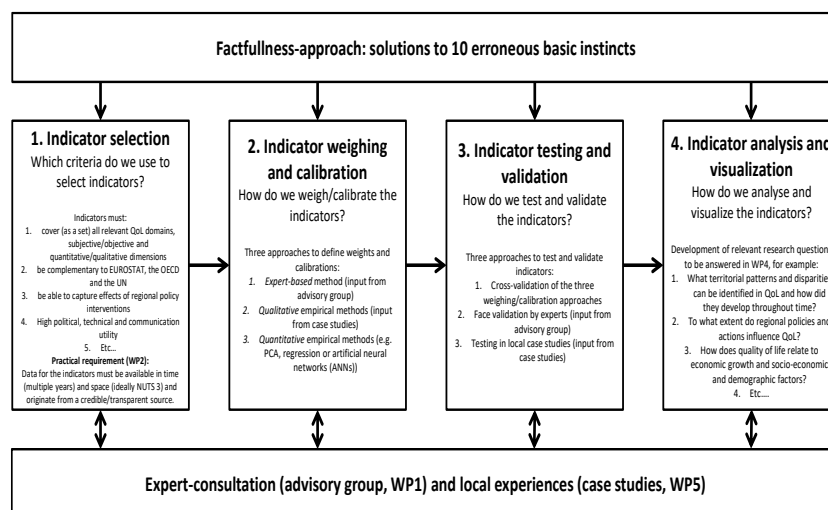 Factfullness-approach: solutions to 10 erroneous basic instincts
1. Indicator selection
Which criteria do we use to
select indicators?
Indicators must:
1. cover (as a set) all relevant QoL domains,
subjective/objective and
quantitative/qualitative dimensions
2. be complementary to EUROSTAT, the OECD
and the UN
3. be able to capture effects of regional policy
interventions
4. High political, technical and communication
utility
5. Etc...
Practical requirement (WP2):
Data for the indicators must be available in time
(multiple years) and space (ideally NUTS 3) and
originate from a credible/transparent source.
2. Indicator weighing
and calibration
How do we weigh/calibrate the
indicators?
Three approaches to define weights and
calibrations:
1. Expert-based method (input from
advisory group)
2. Qualitative empirical methods (input
from case studies)
3. Quantitative empirical methods (e.g.
PCA, regression or artificial neural
networks (ANNs))
3. Indicator testing and
validation
How do we test and validate
the indicators?
Three approaches to test and validate
indicators:
1. Cross-validation of the three
weighing/calibration approaches
2. Face validation by experts (input from
advisory group)
3. Testing in local case studies (input from
case studies)
4. Indicator analysis and
visualization
How do we analyse and
visualize the indicators?
Development of relevant research question
to be answered in WP4, for example:
1. What territorial patterns and disparitie
can be identified in QoL and how did
they develop throughout time?
2. To what extent do regional policies and
actions influence QoL?
3. How does quality of life relate to
economic growth and socio-economic
and demographic factors?
4. Etc....
Expert-consultation (advisory group, WP1) and local experiences (case studies, WP5)